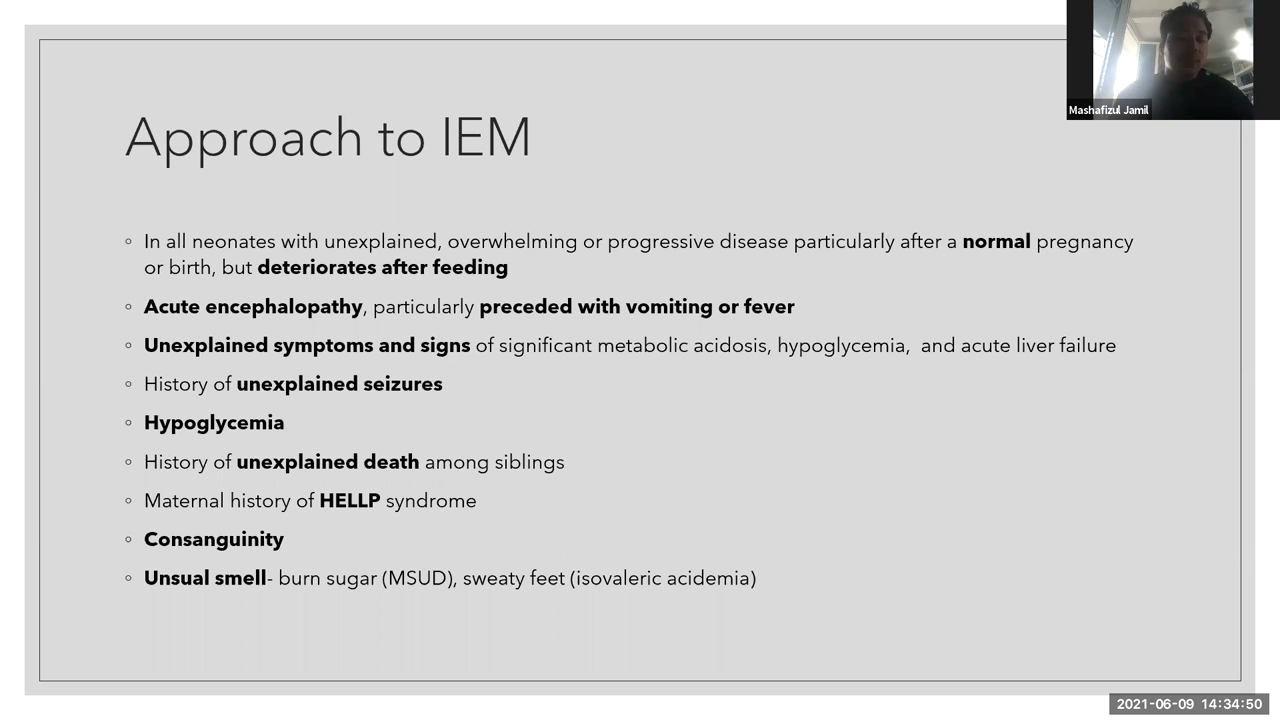 Mashafizul Jamil
Approach to IEM
◦ In all neonates with unexplained, overwhelming or progressive disease particularly after a normal pregnancy
or birth, but deteriorates after feeding
◦ Acute encephalopathy, particularly preceded with vomiting or fever
◦ Unexplained symptoms and signs of significant metabolic acidosis, hypoglycemia,  and acute liver failure
◦ History of unexplained seizures
◦ Hypoglycemia
◦ History of unexplained death among siblings
◦ Maternal history of HELLP syndrome
◦ Consanguinity
◦ Unsual smell- burn sugar (MSUD), sweaty feet (isovaleric acidemia)
2021-06-09 14:34:50